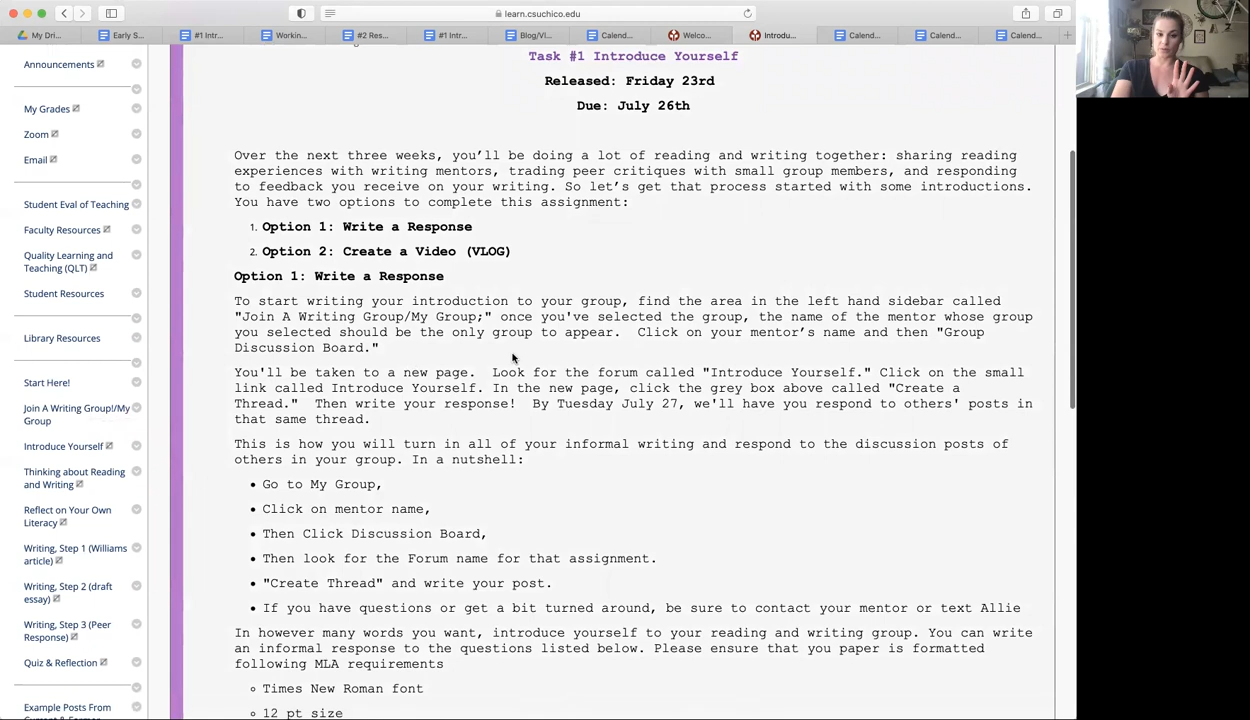 learn.csuchico.edu
My Dri...
Early S...
#1 Intr...
Workin...
#2 Res...
#1 Intr...
Blog/Vl...
Calend...
Welco...
Introdu...
Calend...
Calend...
Calend...
Announcements
My Grades
Zoom
Email
Student Eval of Teaching
Faculty Resources
Quality Learning and
Teaching (QLT)
Student Resources
Library Resources
Start Here!
Join A Writing Group!/My
Group
Introduce Yourself
Thinking about Reading
and Writing
Reflect on Your Own
Literacy
Writing, Step 1 (Williams
article)
Writing, Step 2 (draft
essay)
Writing, Step 3 (Peer
Response)
Quiz & Reflection
Example Posts From
Task #1 Introduce Yourself
Released: Friday 23rd
Due: July 26th
Over the next three weeks, you'll be doing a lot of reading and writing together: sharing reading
experiences with writing mentors, trading peer critiques with small group members, and responding
to feedback you receive on your writing. So let's get that process started with some introductions.
You have two options to complete this assignment:
1. Option 1: Write a Response
2. Option 2: Create a Video (VLOG)
Option 1: Write a Response
To start writing your introduction to your group, find the area in the left hand sidebar called
"Join A Writing Group/My Group;" once you've selected the group, the name of the mentor whose group
you selected should be the only group to appear. Click on your mentor's name and then "Group
Discussion Board."
You'll be taken to a new page. Look for the forum called "Introduce Yourself." Click on the small
link called Introduce Yourself. In the new page, click the grey box above called "Create a
Thread." Then write your response! By Tuesday July 27, we'll have you respond to others' posts in
that same thread.
This is how you will turn in all of your informal writing and respond to the discussion posts of
others in your group. In a nutshell:
• Go to My Group,
• Click on mentor name,
• Then Click Discussion Board,
• Then look for the Forum name for that assignment.
• "Create Thread" and write your post.
• If you have questions or get a bit turned around, be sure to contact your mentor or text Allie
In however many words you want, introduce yourself to your reading and writing group. You can write
an informal response to the questions listed below. Please ensure that you paper is formatted
following MLA requirements
◦ Times New Roman font
◦ 12 pt size